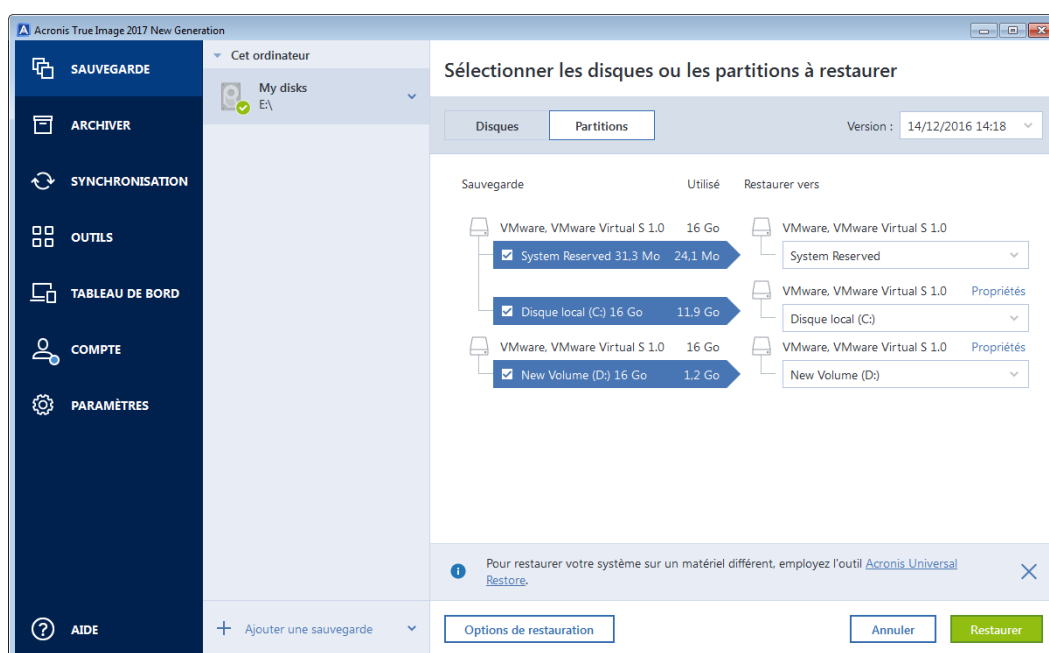 Acronis True Image 2017 New Generation
SAUVEGARDE
ARCHIVER
SYNCHRONISATION
OUTILS
TABLEAU DE BORD
COMPTE
PARAMÈTRES
AIDE
Cet ordinateur
My disks
E:\
Ajouter une sauvegarde
Sélectionner les disques ou les partitions à restaurer
Disques Partitions Version : 14/12/2016 14:18
Sauvegarde Utilisé Restaurer vers
VMware, VMware Virtual S 1.0 16 Go VMware, VMware Virtual S 1.0
System Reserved 31,3 Mo 24,1 Mo System Reserved
VMware, VMware Virtual S 1.0 Propriétés
Disque local (C:) 16 Go 11,9 Go Disque local (C:)
VMware, VMware Virtual S 1.0 16 Go VMware, VMware Virtual S 1.0 Propriétés
New Volume (D:) 16 Go 1,2 Go New Volume (D:)
Pour restaurer votre système sur un matériel différent, employez l'outil Acronis Universal
Restore.
Options de restauration Annuler Restaurer